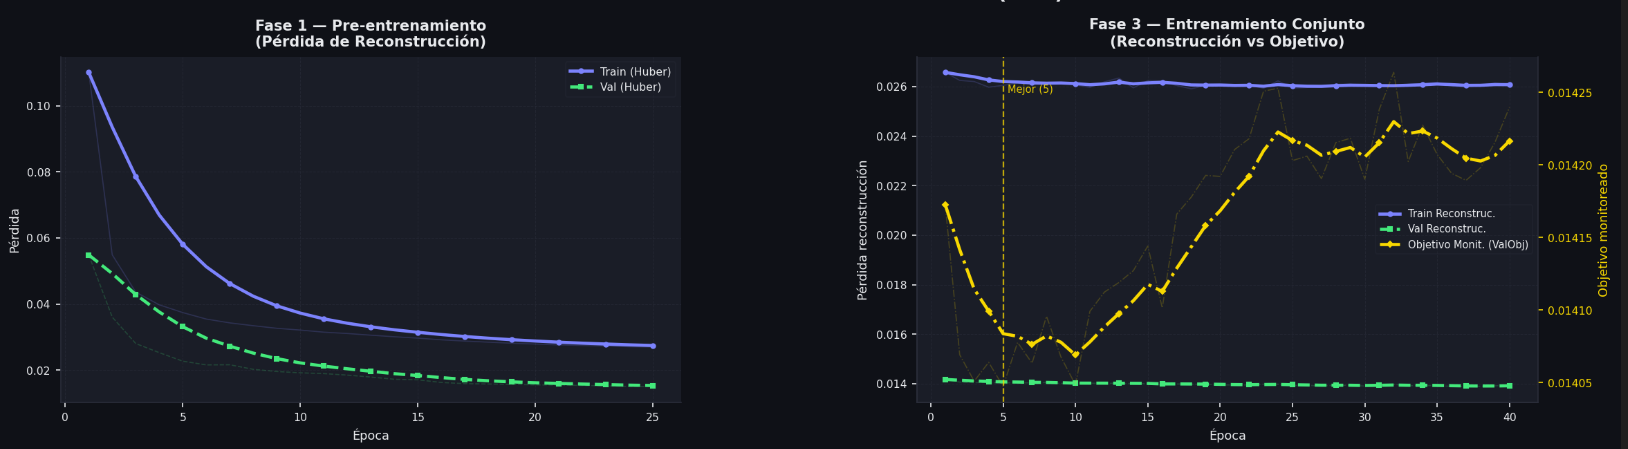 Fase 1 — Pre-entrenamiento
(Pérdida de Reconstrucción)
Pérdida
0.10
0.08
0.06
0.04
0.02
Train (Huber)
Val (Huber)
0 5 10 15 20 25
Época
Fase 3 — Entrenamiento Conjunto
(Reconstrucción vs Objetivo)
Pérdida reconstrucción
0.026
0.024
0.022
0.020
0.018
0.016
0.014
Mejor (5)
Train Reconstruc.
Val Reconstruc.
Objetivo Monit. (ValObj)
0.01425
0.01420
0.01415
0.01410
0.01405
Objetivo monitoreado
0 5 10 15 20 25 30 35 40
Época